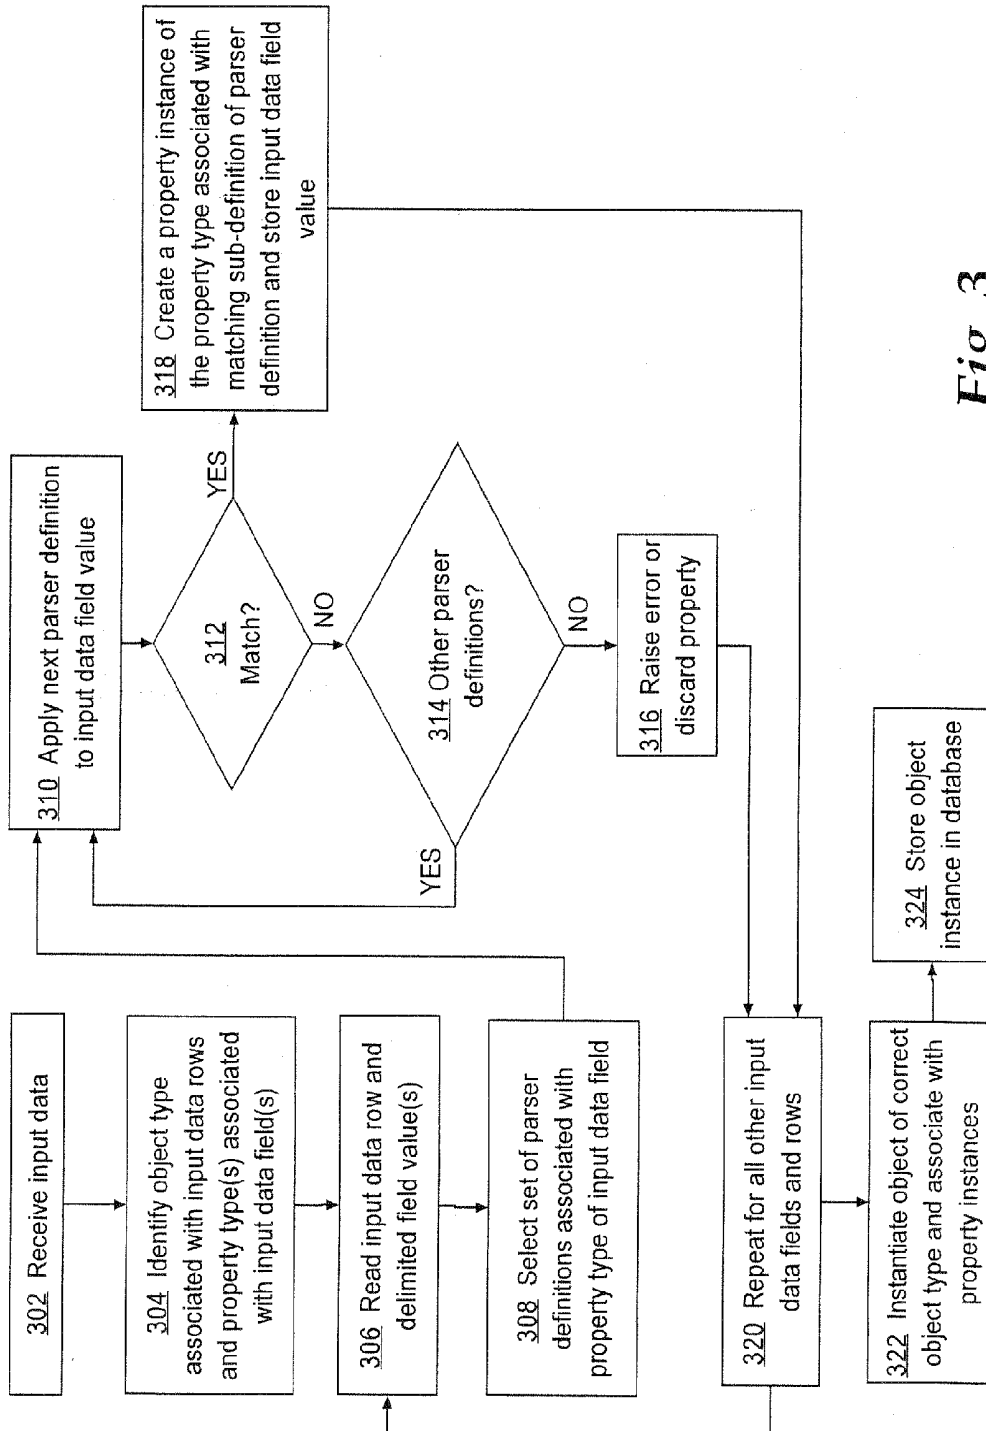 302 Receive input data
304 Identify object type
associated with input data rows
and property type(s) associated
with input data field(s)
306 Read input data row and
delimited field value(s)
308 Select set of parser
definitions associated with
property type of input data field
310 Apply next parser definition
to input data field value
312
Match?
YES
NO
314 Other parser
definitions?
YES
NO
316 Raise error or
discard property
318 Create a property instance of
the property type associated with
matching sub-definition of parser
definition and store input data field
value
320 Repeat for all other input
data fields and rows
322 Instantiate object of correct
object type and associate with
property instances
324 Store object
instance in database
Fig. 3